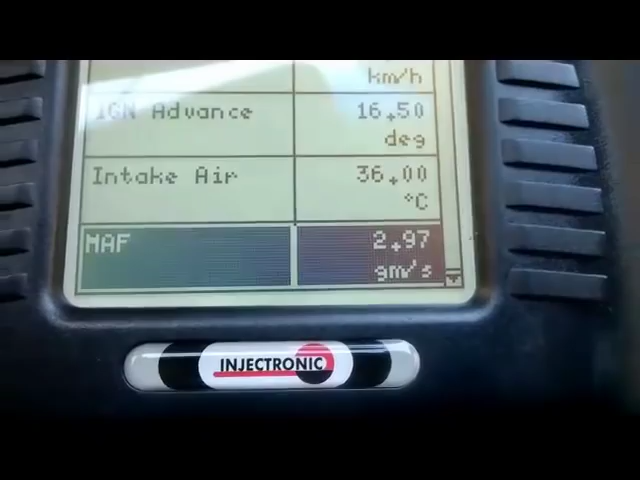 km/h
IGN Advance 16.50
deg
Intake Air 36.00
°C
MAF 2.97
gm/s
INJECTRONIC